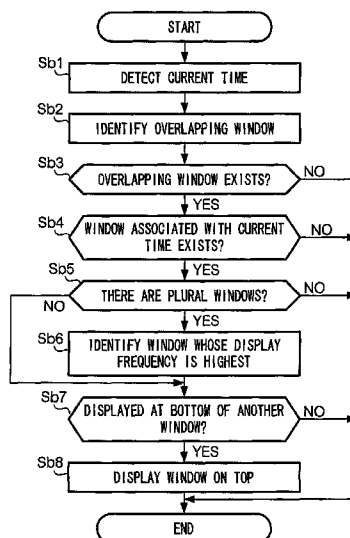 START
Sb1
DETECT CURRENT TIME
Sb2
IDENTIFY OVERLAPPING WINDOW
Sb3
OVERLAPPING WINDOW EXISTS?
NO
YES
Sb4
WINDOW ASSOCIATED WITH CURRENT
TIME EXISTS?
NO
YES
Sb5
THERE ARE PLURAL WINDOWS?
NO
NO
YES
Sb6
IDENTIFY WINDOW WHOSE DISPLAY
FREQUENCY IS HIGHEST
Sb7
DISPLAYED AT BOTTOM OF ANOTHER
WINDOW?
NO
YES
Sb8
DISPLAY WINDOW ON TOP
END